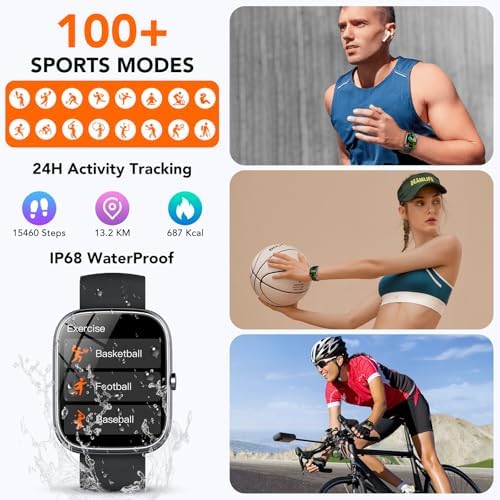 100+
SPORTS MODES
24H Activity Tracking
15460 Steps
13.2 KM
687 Kcal
IP68 WaterProof
Exercise
Basketball
Football
Baseball